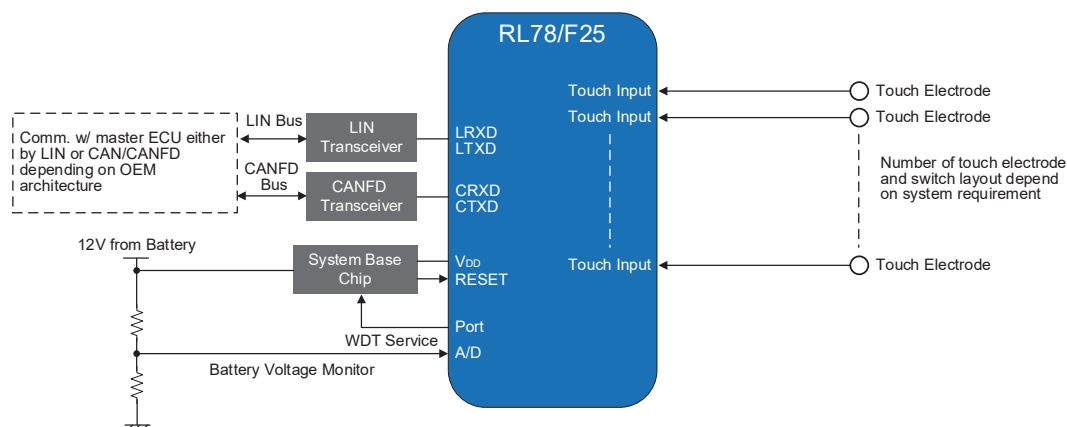 RL78/F25
Touch Input
Touch Electrode
Touch Input
Touch Electrode
LIN Bus
LIN
Transceiver
LRXD
LTXD
Comm. w/ master ECU either
by LIN or CAN/CANFD
depending on OEM
architecture
CANFD
Bus
CANFD
Transceiver
CRXD
CTXD
Number of touch electrode
and switch layout depend
on system requirement
12V from Battery
System Base
Chip
VDD
RESET
Touch Input
Touch Electrode
Port
WDT Service
A/D
Battery Voltage Monitor